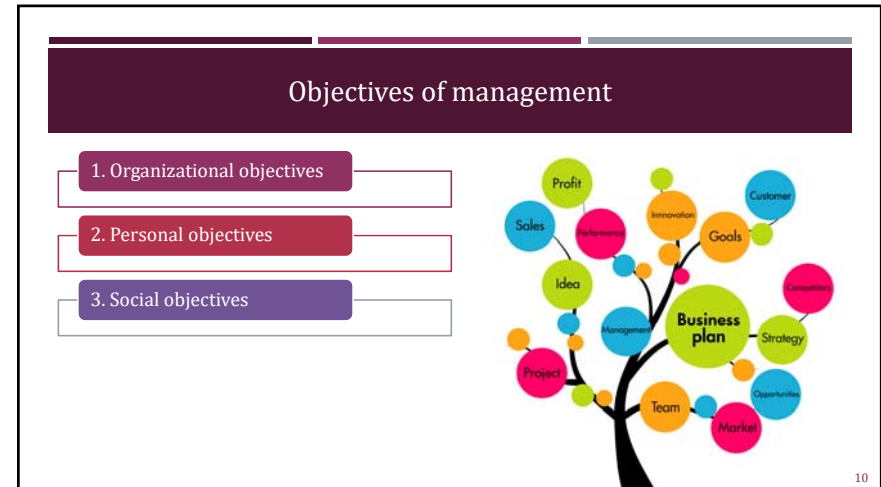 Objectives of management
1. Organizational objectives
2. Personal objectives
3. Social objectives
Profit
Sales
Performance
Innnovation
Customer
Goals
Idea
Competitors
Management
Business
plan
Strategy
Project
Opportunities
Team
Market
10